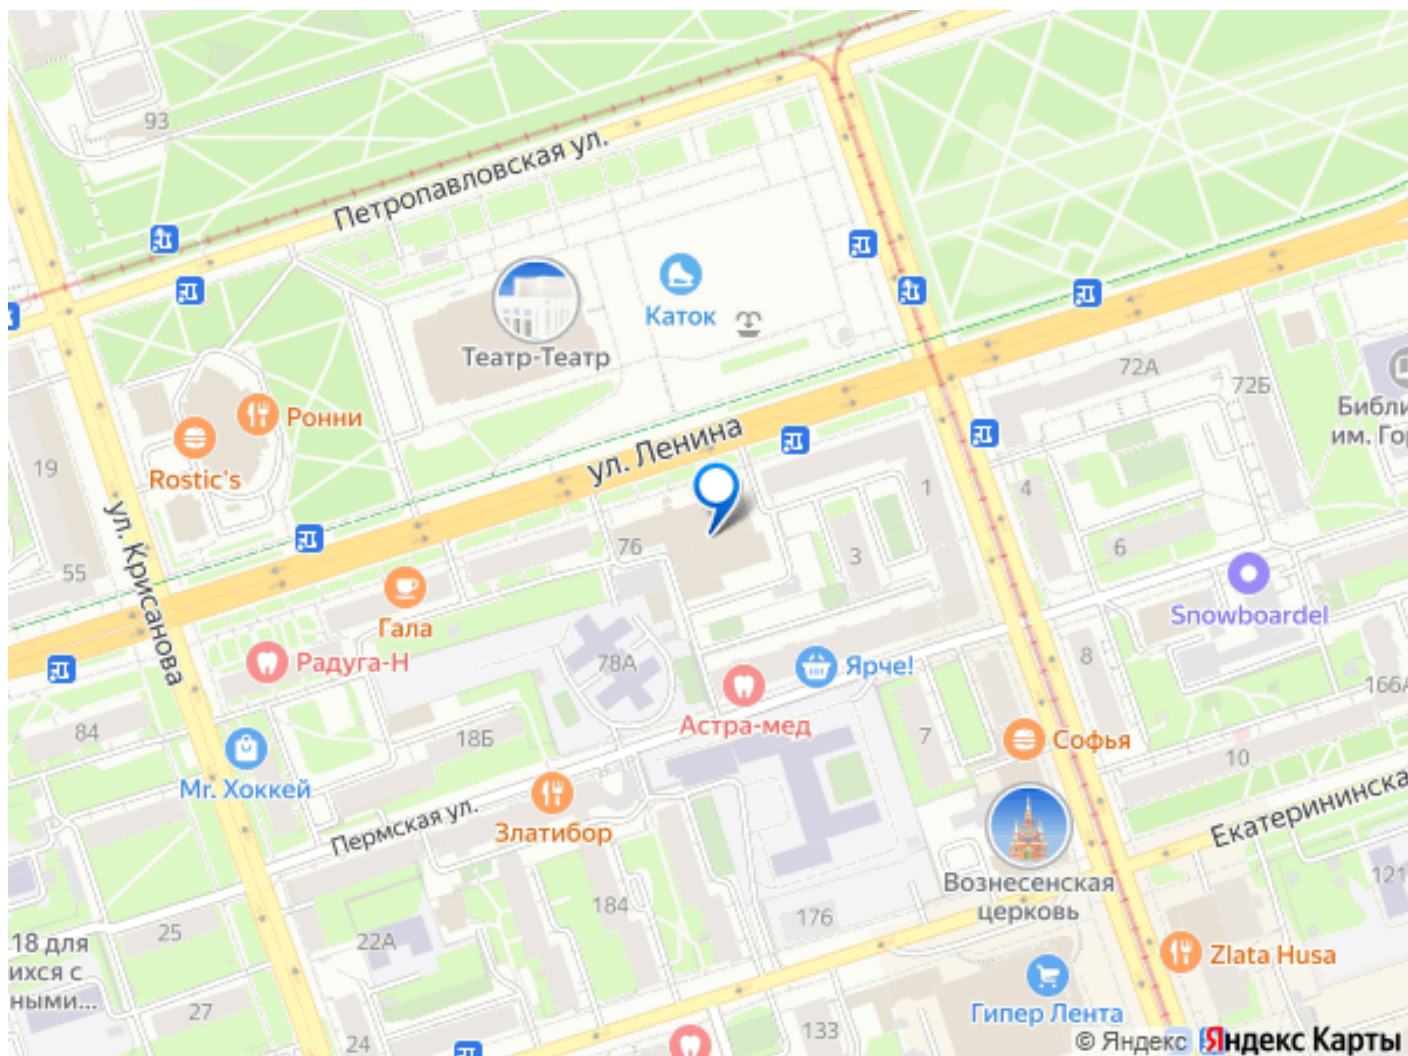 93
Петропавловская ул.
Каток
Театр-Театр
72А
72Б
Библи
им. Гор
Ронни
Rostic's
19
ул. Ленина
1
4
76
3
6
55
ул. Крисанова
Гала
Snowboardel
Радуга-Н
78А
Ярче!
8
166А
Астра-мед
84
18Б
7
Софья
10
Mr. Хоккей
Пермская ул.
Златибор
Екатерининска
Вознесенская
церковь
121
184
176
25
22А
18 для
ихся с
ными...
Zlata Husa
27
Гипер Лента
133
24
© Яндекс Яндекс Карты